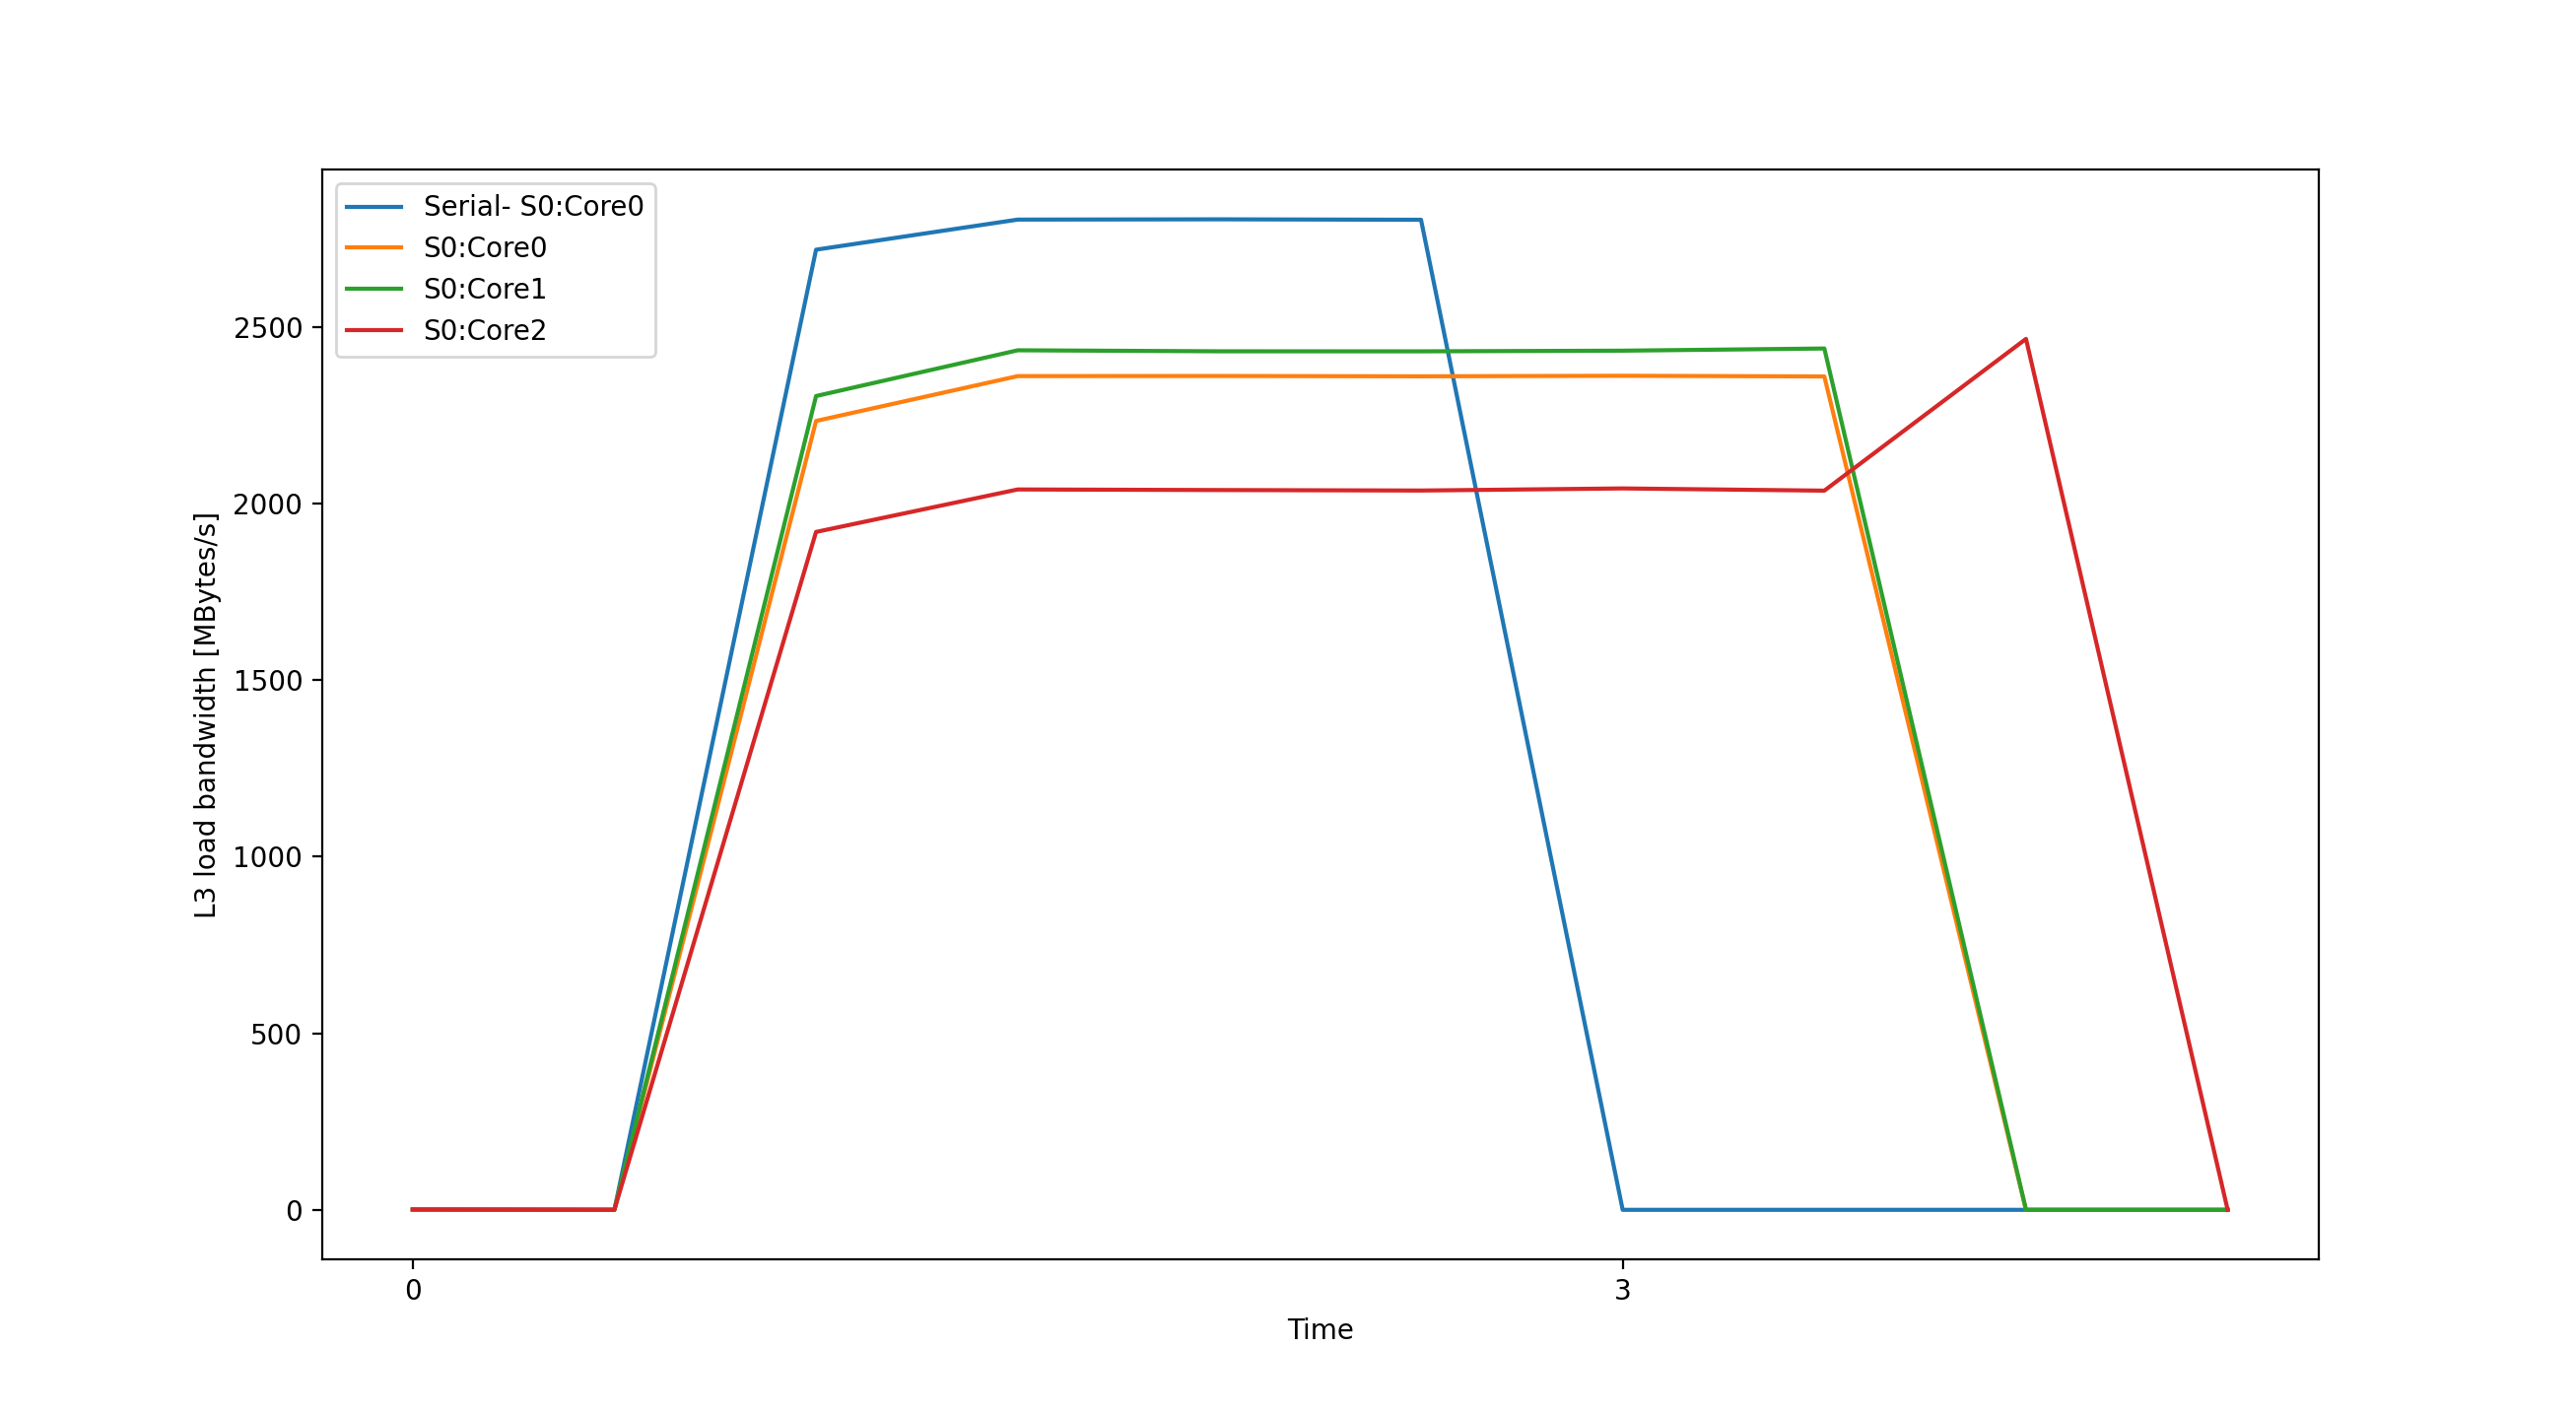 Serial- S0:Core0
S0:Core0
S0:Core1
S0:Core2
L3 load bandwidth [MBytes/s]
2500
2000
1500
1000
500
0
0 3
Time